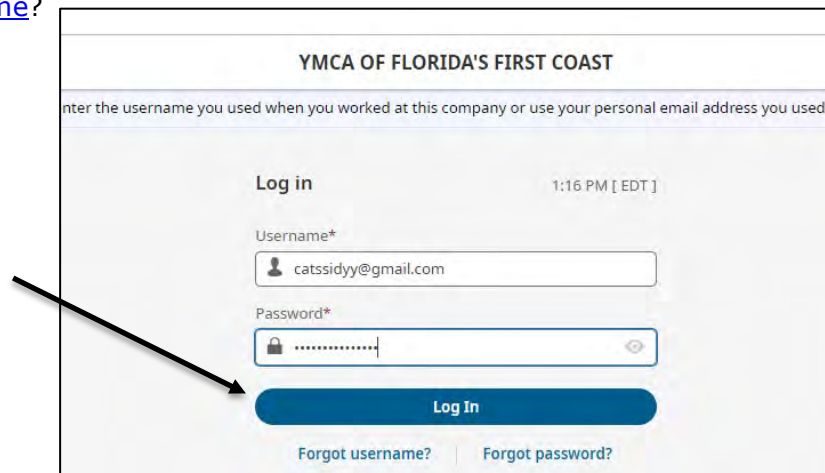 me?
YMCA OF FLORIDA'S FIRST COAST
nter the username you used when you worked at this company or use your personal email address you used
Log in 1:16 PM [ EDT ]
Username*
catssidyy@gmail.com
Password*
•••••••••••••••
Log In
Forgot username? Forgot password?